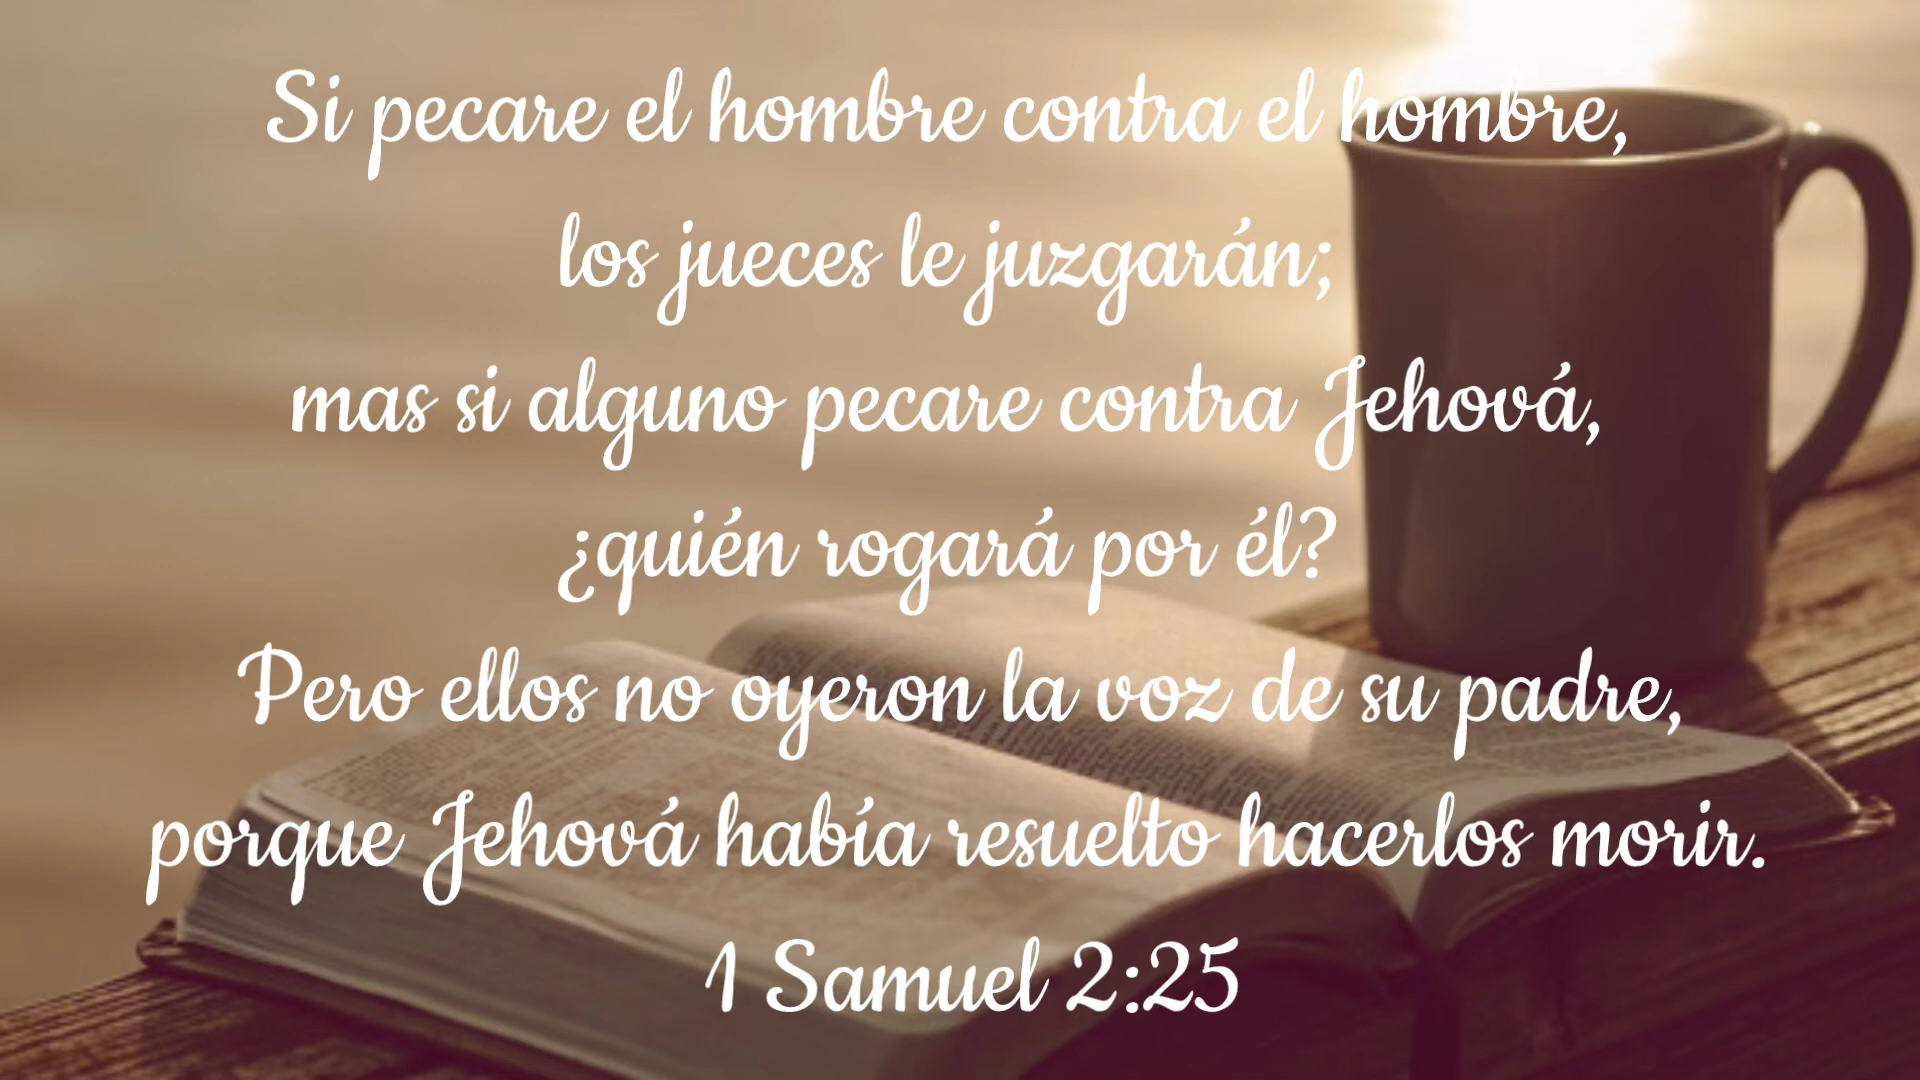 Si pecare el hombre contra el hombre,
los jueces le juzgarán;
mas si alguno pecare contra Jehová,
¿quién rogará por él?
Pero ellos no oyeron la voz de su padre,
porque Jehová había resuelto hacerlos morir.
1 Samuel 2:25